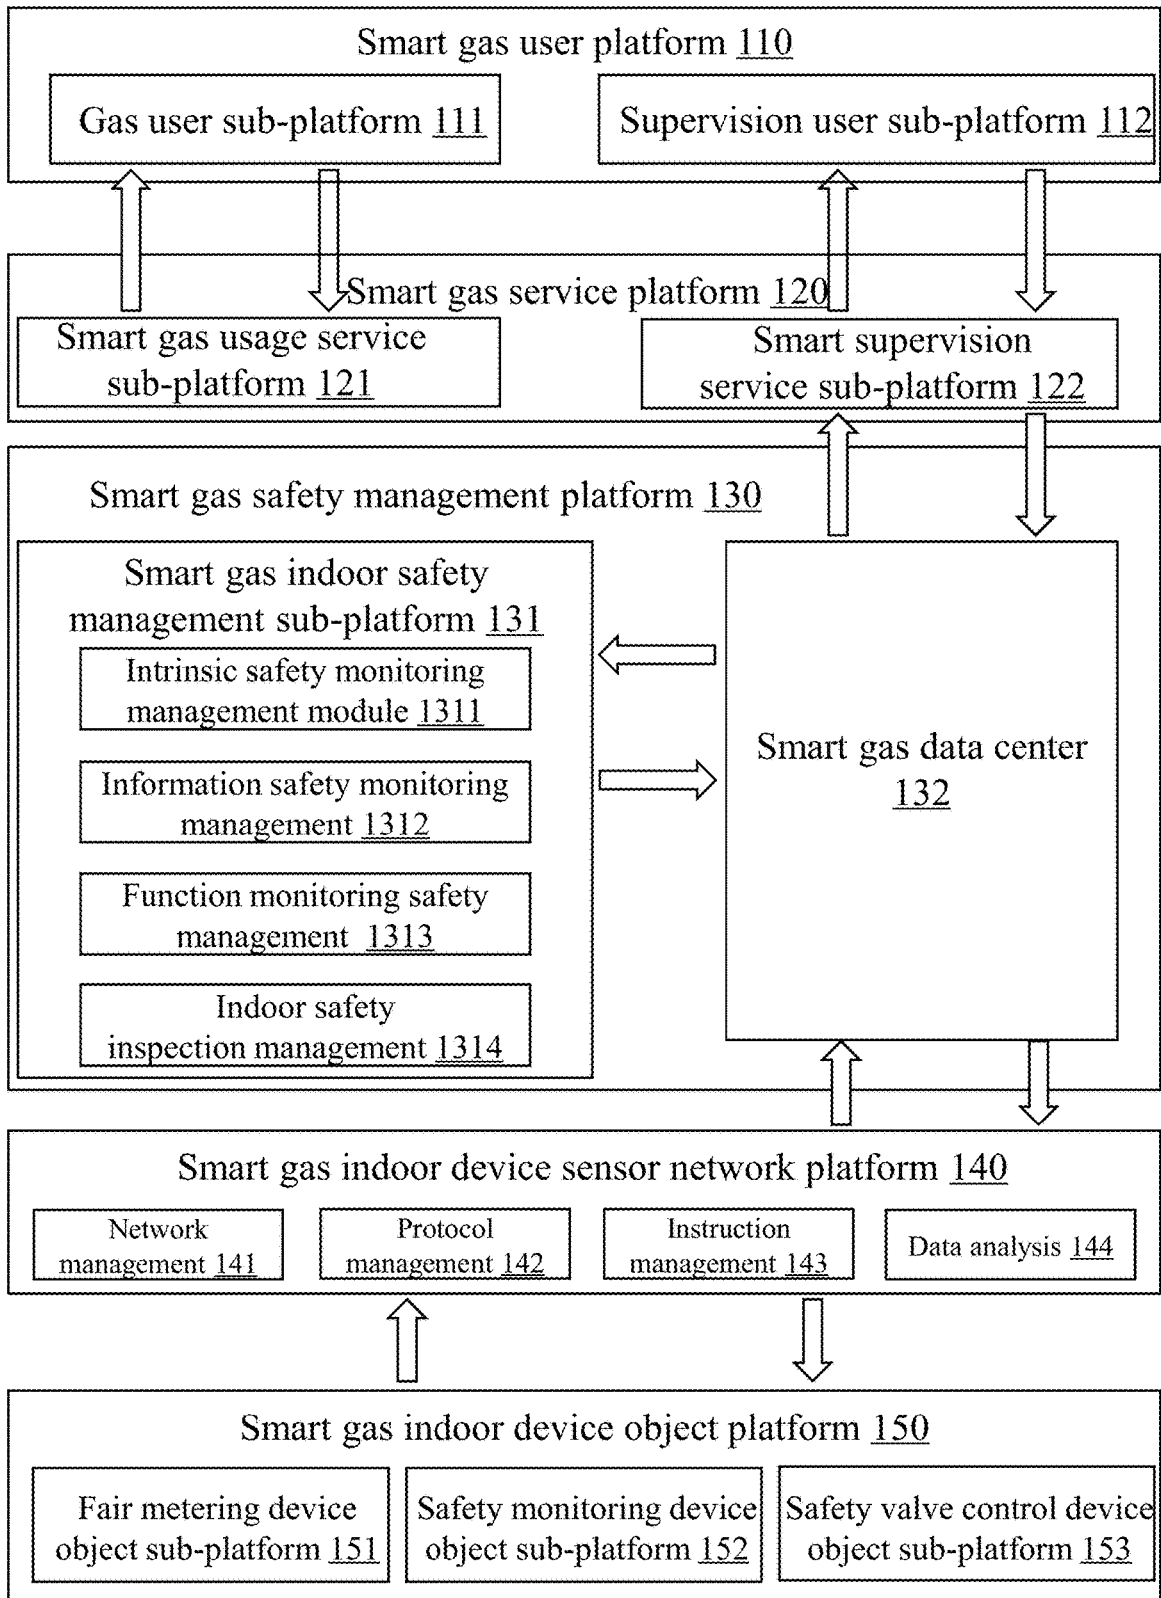 Smart gas user platform 110
Gas user sub-platform 111
Supervision user sub-platform 112
Smart gas service platform 120
Smart gas usage service
sub-platform 121
Smart supervision
service sub-platform 122
Smart gas safety management platform 130
Smart gas indoor safety
management sub-platform 131
Intrinsic safety monitoring
management module 1311
Information safety monitoring
management 1312
Function monitoring safety
management 1313
Indoor safety
inspection management 1314
Smart gas data center
132
Smart gas indoor device sensor network platform 140
Network
management 141
Protocol
management 142
Instruction
management 143
Data analysis 144
Smart gas indoor device object platform 150
Fair metering device
object sub-platform 151
Safety monitoring device
object sub-platform 152
Safety valve control device
object sub-platform 153